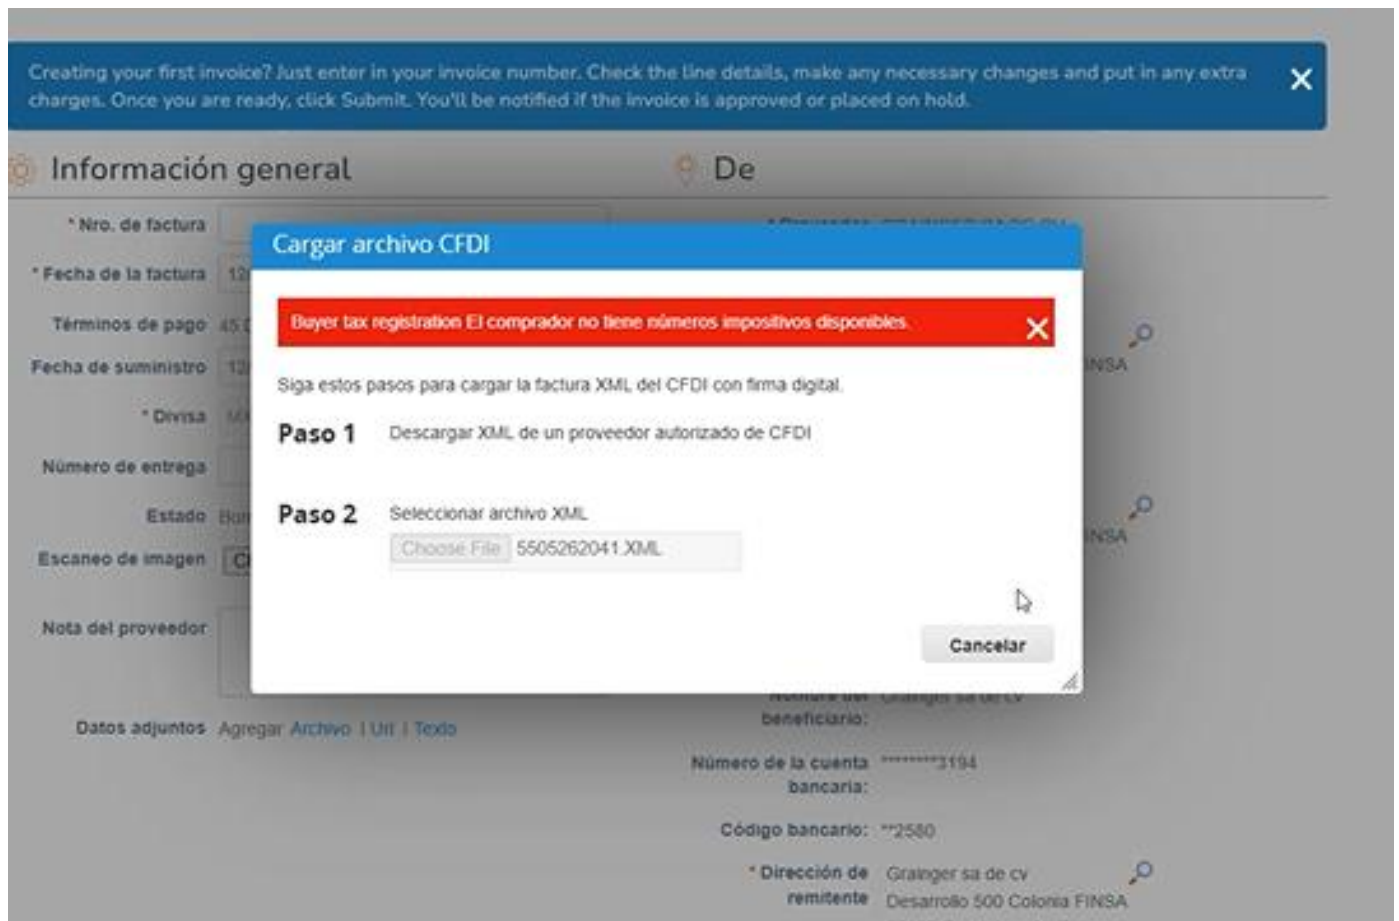 Creating your first invoice? Just enter in your invoice number. Check the line details, make any necessary changes and put in any extra
charges. Once you are ready, click Submit. You'll be notified if the invoice is approved or placed on hold.
Información general
De
* Nro. de factura
* Fecha de la factura
Términos de pago
Fecha de suministro
* Divisa
Número de entrega
Estado
Escaneo de imagen
Nota del proveedor
Datos adjuntos Agregar Archivo | Url | Texto
Cargar archivo CFDI
Buyer tax registration El comprador no tiene números impositivos disponibles.
Siga estos pasos para cargar la factura XML del CFDI con firma digital.
Paso 1 Descargar XML de un proveedor autorizado de CFDI
Paso 2 Seleccionar archivo XML
Choose File 5505262041.XML
Cancelar
FINSA
beneficiario:
Número de la cuenta ********3194
bancaria:
Código bancario: **2580
* Dirección de Grainger sa de cv
remitente Desarrollo 500 Colonia FINSA